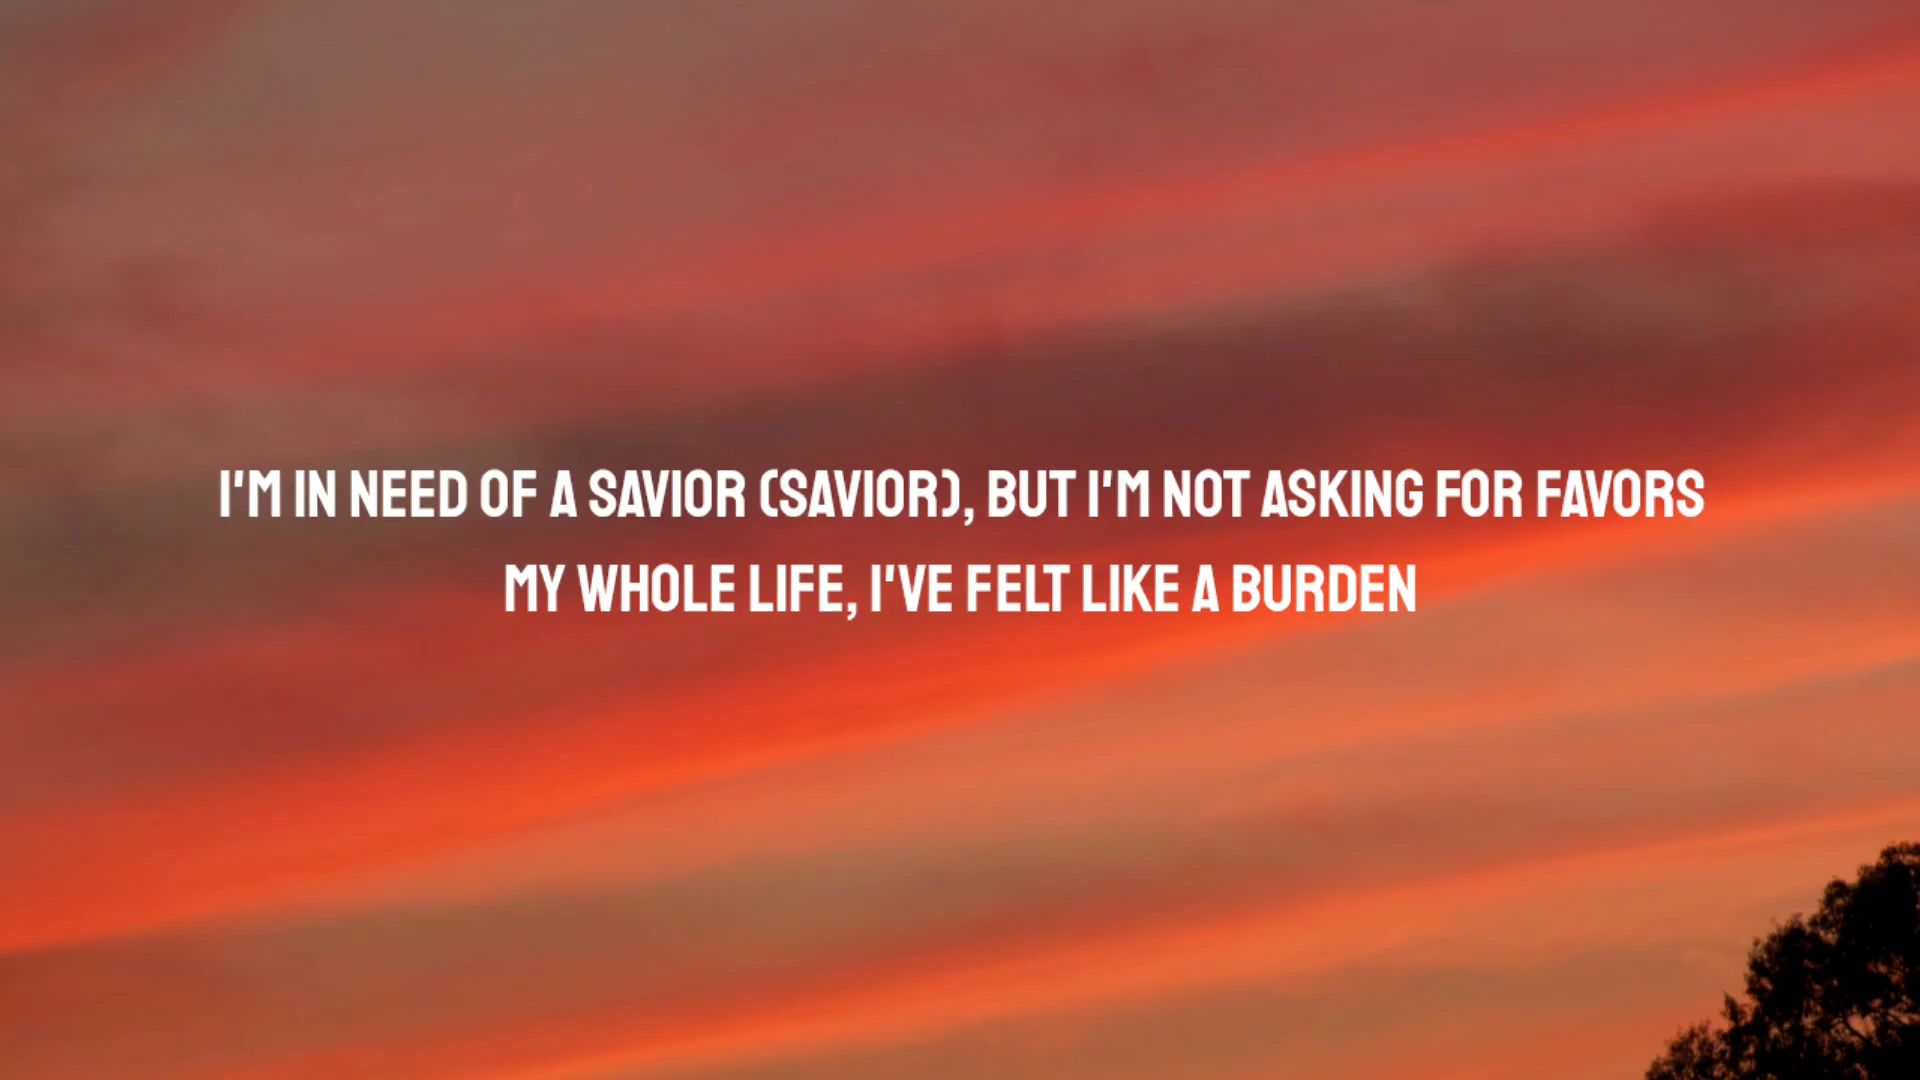 I'M IN NEED OF A SAVIOR (SAVIOR), BUT I'M NOT ASKING FOR FAVORS
MY WHOLE LIFE, I'VE FELT LIKE A BURDEN